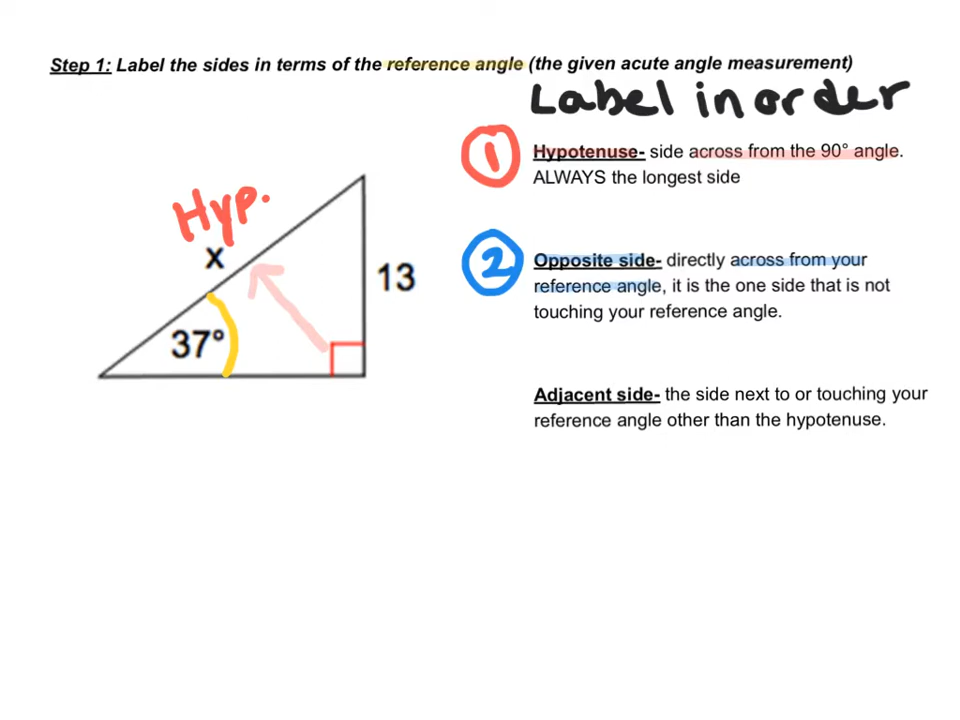 Step 1: Label the sides in terms of the reference angle (the given acute angle measurement)
Label in order
1
Hypotenuse- side across from the 90° angle.
ALWAYS the longest side
Hyp.
x
13
37°
2
Opposite side- directly across from your
reference angle, it is the one side that is not
touching your reference angle.
Adjacent side- the side next to or touching your
reference angle other than the hypotenuse.